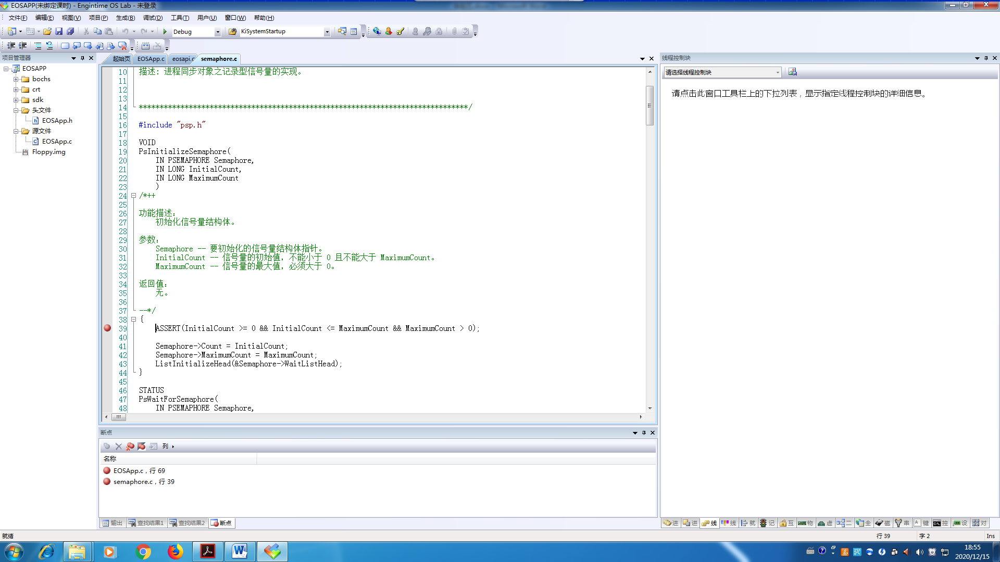 EOSAPP(未绑定课时) - Engintime OS Lab - 未登录
文件(F) 编辑(E) 视图(V) 项目(P) 生成(B) 调试(D) 工具(T) 用户(U) 窗口(W) 帮助(H)
Debug KiSystemStartup
项目管理器
EOSAPP
bochs
crt
sdk
头文件
EOSApp.h
源文件
EOSApp.c
Floppy.img
起始页 EOSApp.c eosapi.c semaphore.c
10 描述: 进程同步对象之记录型信号量的实现。
11
12
13
14 *******************************************************************************/
15
16 #include "psp.h"
17
18 VOID
19 PsInitializeSemaphore(
20 IN PSEMAPHORE Semaphore,
21 IN LONG InitialCount,
22 IN LONG MaximumCount
23 )
24 /*++
25
26 功能描述:
27 初始化信号量结构体。
28
29 参数:
30 Semaphore -- 要初始化的信号量结构体指针。
31 InitialCount -- 信号量的初始值，不能小于 0 且不能大于 MaximumCount。
32 MaximumCount -- 信号量的最大值，必须大于 0。
33
34 返回值:
35 无。
36
37 --*/
38 {
39 ASSERT(InitialCount >= 0 && InitialCount <= MaximumCount && MaximumCount > 0);
40
41 Semaphore->Count = InitialCount;
42 Semaphore->MaximumCount = MaximumCount;
43 ListInitializeHead(&Semaphore->WaitListHead);
44 }
45
46 STATUS
47 PsWaitForSemaphore(
48 IN PSEMAPHORE Semaphore,
断点
列
名称
EOSApp.c，行 69
semaphore.c，行 39
输出 查找结果1 查找结果2 断点
线程控制块
请选择线程控制块
请点击此窗口工具栏上的下拉列表，显示指定线程控制块的详细信息。
进 进 线 线 就 记 互 物 虚 二 全 磁 串 键 控 设 对
就绪 行 39 字 2 Ins
18:55
2020/12/15